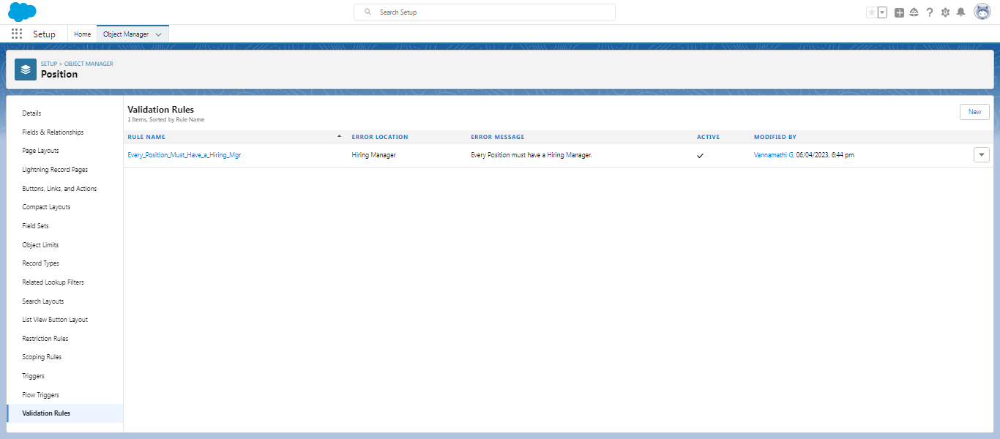 Search Setup
Setup
Home
Object Manager
SETUP > OBJECT MANAGER
Position
Details
Fields & Relationships
Page Layouts
Lightning Record Pages
Buttons, Links, and Actions
Compact Layouts
Field Sets
Object Limits
Record Types
Related Lookup Filters
Search Layouts
List View Button Layout
Restriction Rules
Scoping Rules
Triggers
Flow Triggers
Validation Rules
Validation Rules
1 Items, Sorted by Rule Name
New
RULE NAME ERROR LOCATION ERROR MESSAGE ACTIVE MODIFIED BY
Every_Position_Must_Have_a_Hiring_Mgr Hiring Manager Every Position must have a Hiring Manager. Vannamathi G, 06/04/2023, 6:44 pm